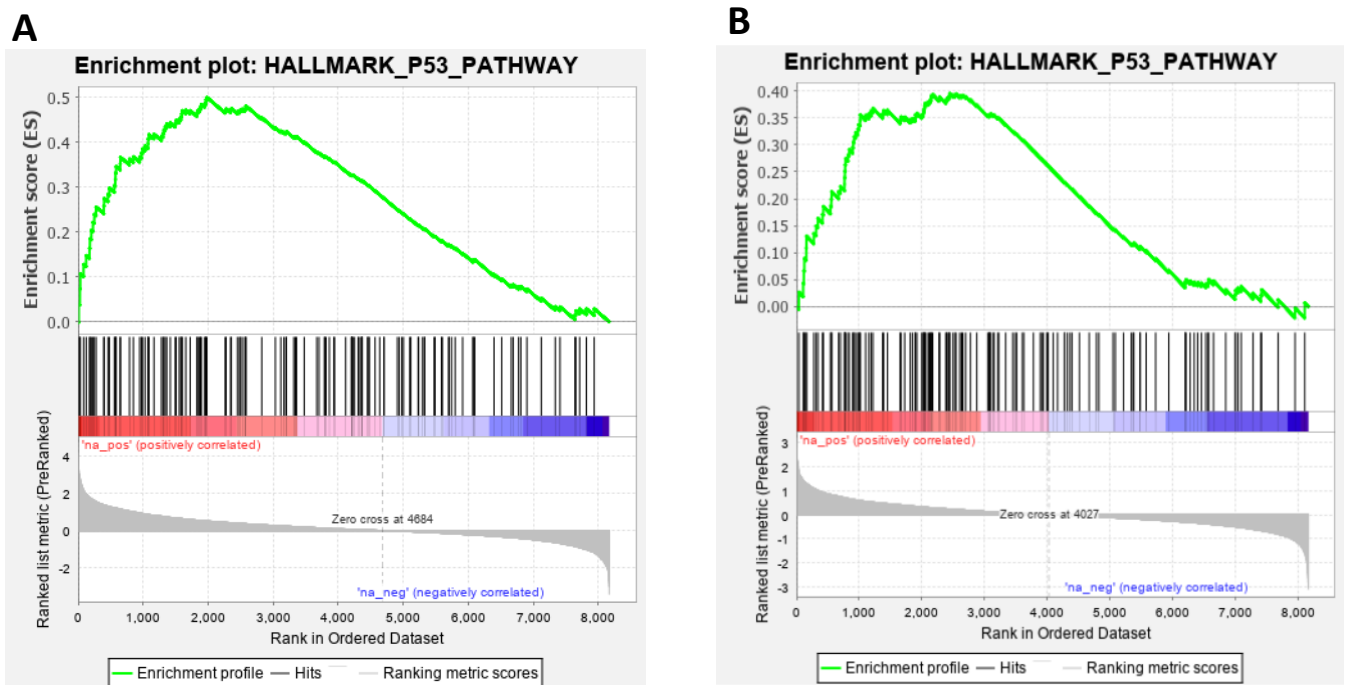 A
Enrichment plot: HALLMARK_P53_PATHWAY
Enrichment score (ES)
0.5
0.4
0.3
0.2
0.1
0.0
'na_pos' (positively correlated)
Ranked list metric (PreRanked)
4
2
0
-2
Zero cross at 4684
'na_neg' (negatively correlated)
0 1,000 2,000 3,000 4,000 5,000 6,000 7,000 8,000
Rank in Ordered Dataset
Enrichment profile Hits Ranking metric scores
B
Enrichment plot: HALLMARK_P53_PATHWAY
Enrichment score (ES)
0.40
0.35
0.30
0.25
0.20
0.15
0.10
0.05
0.00
'na_pos' (positively correlated)
Ranked list metric (PreRanked)
3
2
1
0
-1
-2
-3
Zero cross at 4027
'na_neg' (negatively correlated)
0 1,000 2,000 3,000 4,000 5,000 6,000 7,000 8,000
Rank in Ordered Dataset
Enrichment profile Hits Ranking metric scores